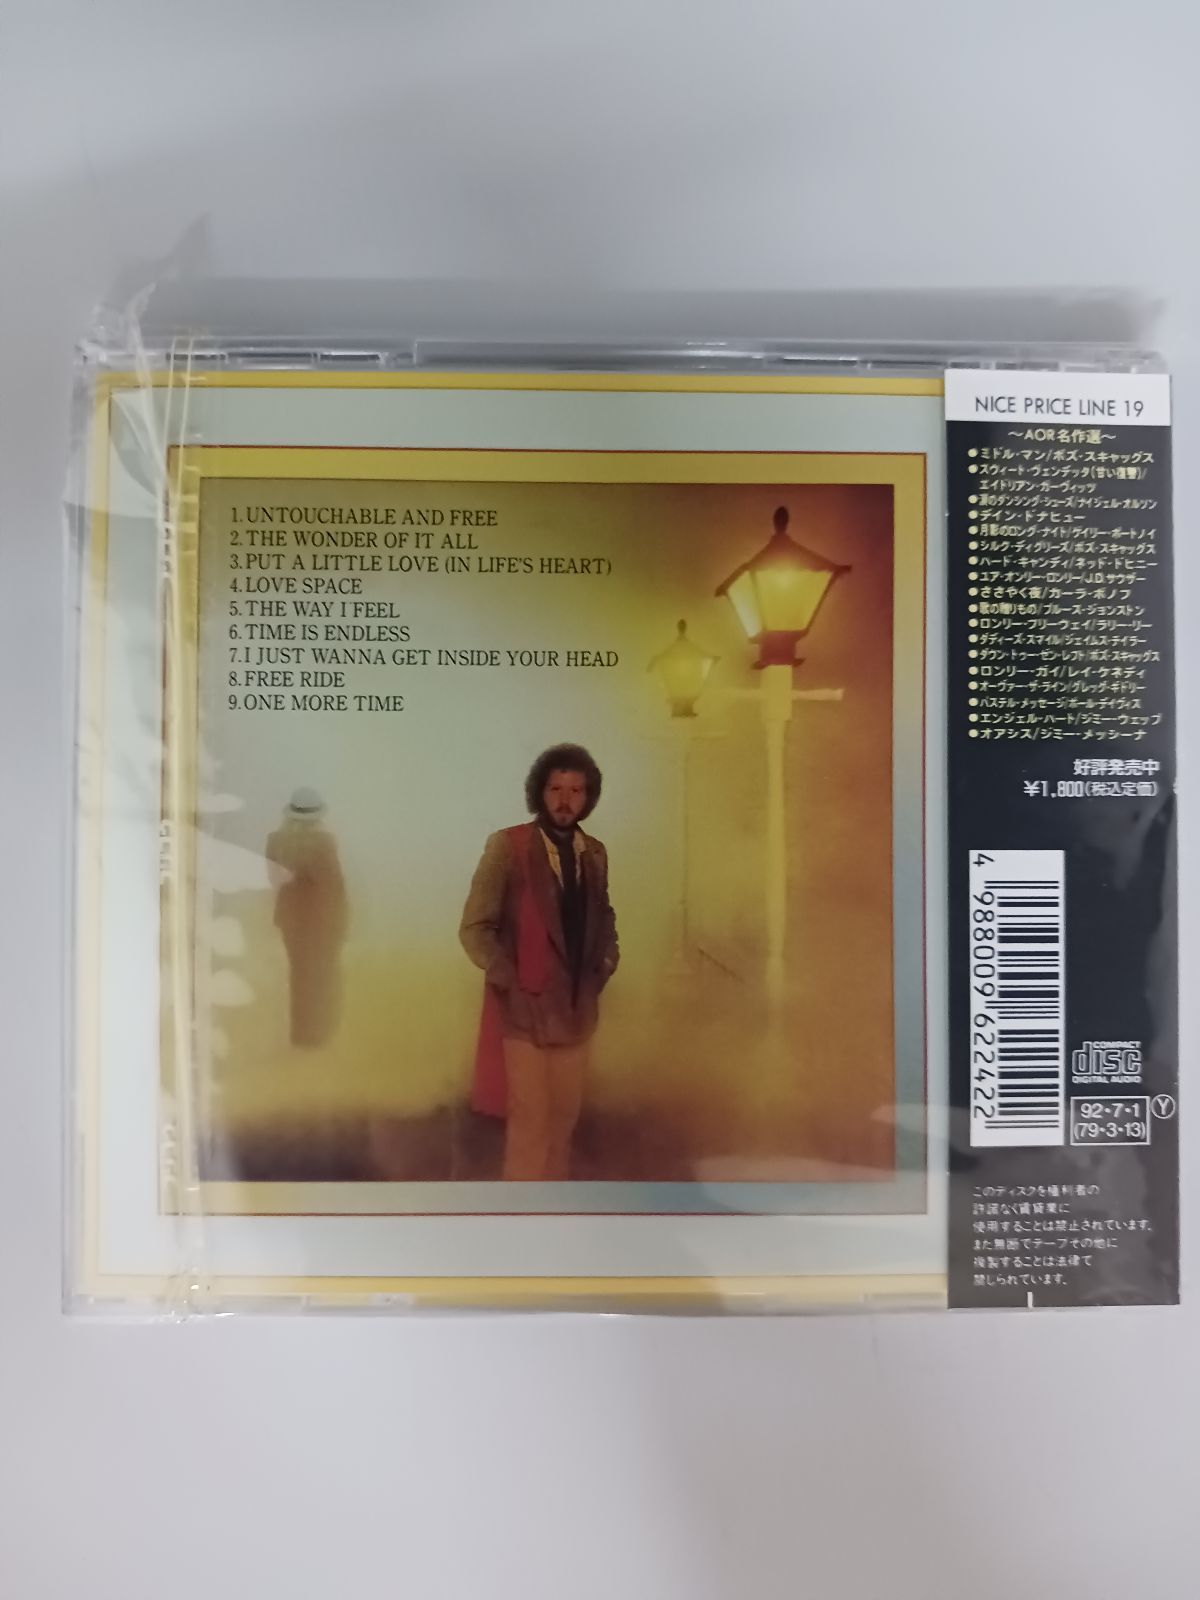 1. UNTOUCHABLE AND FREE
2. THE WONDER OF IT ALL
3. PUT A LITTLE LOVE (IN LIFE'S HEART)
4. LOVE SPACE
5. THE WAY I FEEL
6. TIME IS ENDLESS
7. I JUST WANNA GET INSIDE YOUR HEAD
8. FREE RIDE
9. ONE MORE TIME
NICE PRICE LINE 19
〜AOR名作選〜
●ミドル・マン/ボズ・スキャッグス
●スウィート・ヴェンデッタ(甘い復讐)/
エイドリアン・ガーヴィッツ
●涙のダンシング・シューズ/ナイジェル・オルソン
●デイン・ドナヒュー
●月影のロング・ナイト/ゲイリー・ポートノイ
●シルク・ディグリーズ/ボズ・スキャッグス
●ハード・キャンディ/ネッド・ドヒニー
●ユア・オンリー・ロンリー/J.D.サウザー
●ささやく夜/カーラ・ボノフ
●歌の贈りもの/ブルース・ジョンストン
●ロンリー・フリーウェイ/ラリー・リー
●ダディーズ・スマイル/ジェイムス・テイラー
●ダウン・トゥー・ゼン・レフト/ボズ・スキャッグス
●ロンリー・ガイ/レイ・ケネディ
●オーヴァー・ザ・ライン/グレッグ・ギドリー
●パステル・メッセージ/ポール・デイヴィス
●エンジェル・ハート/ジミー・ウェッブ
●オアシス/ジミー・メッシーナ
好評発売中
¥1,800(税込定価)
4 988009 622422
COMPACT
disc
DIGITAL AUDIO
92・7・1
(79・3・13)
Y
このディスクを権利者の
許諾なく賃貸業に
使用することは禁止されています。
また無断でテープその他に
複製することは法律で
禁じられています。